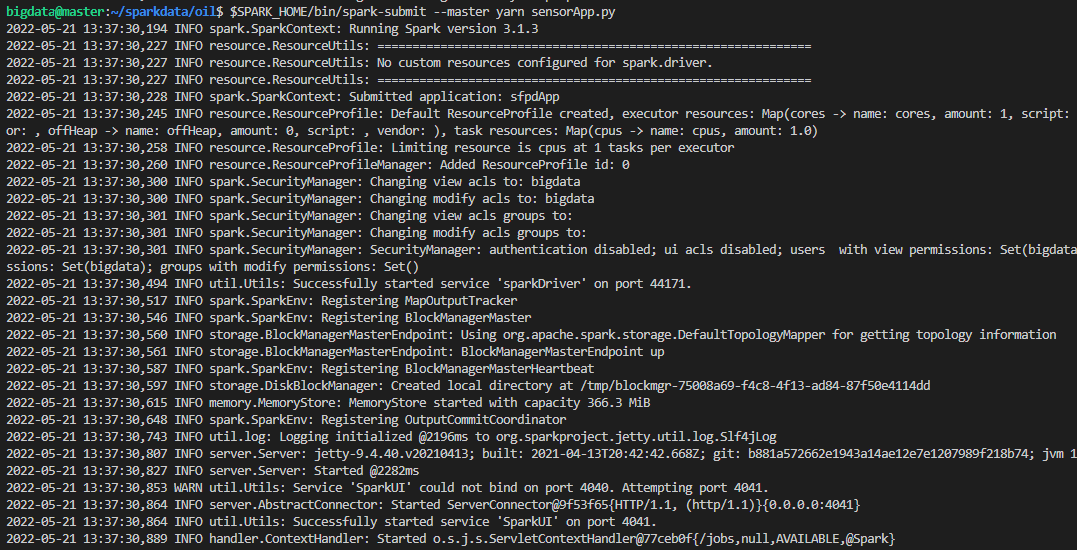 bigdata@master:~/sparkdata/oil$ $SPARK_HOME/bin/spark-submit --master yarn sensorApp.py
2022-05-21 13:37:30,194 INFO spark.SparkContext: Running Spark version 3.1.3
2022-05-21 13:37:30,227 INFO resource.ResourceUtils: ==============================================================
2022-05-21 13:37:30,227 INFO resource.ResourceUtils: No custom resources configured for spark.driver.
2022-05-21 13:37:30,227 INFO resource.ResourceUtils: ==============================================================
2022-05-21 13:37:30,228 INFO spark.SparkContext: Submitted application: sfpdApp
2022-05-21 13:37:30,245 INFO resource.ResourceProfile: Default ResourceProfile created, executor resources: Map(cores -> name: cores, amount: 1, script:
or: , offHeap -> name: offHeap, amount: 0, script: , vendor: ), task resources: Map(cpus -> name: cpus, amount: 1.0)
2022-05-21 13:37:30,258 INFO resource.ResourceProfile: Limiting resource is cpus at 1 tasks per executor
2022-05-21 13:37:30,260 INFO resource.ResourceProfileManager: Added ResourceProfile id: 0
2022-05-21 13:37:30,300 INFO spark.SecurityManager: Changing view acls to: bigdata
2022-05-21 13:37:30,300 INFO spark.SecurityManager: Changing modify acls to: bigdata
2022-05-21 13:37:30,301 INFO spark.SecurityManager: Changing view acls groups to:
2022-05-21 13:37:30,301 INFO spark.SecurityManager: Changing modify acls groups to:
2022-05-21 13:37:30,301 INFO spark.SecurityManager: SecurityManager: authentication disabled; ui acls disabled; users  with view permissions: Set(bigdata
ssions: Set(bigdata); groups with modify permissions: Set()
2022-05-21 13:37:30,494 INFO util.Utils: Successfully started service 'sparkDriver' on port 44171.
2022-05-21 13:37:30,517 INFO spark.SparkEnv: Registering MapOutputTracker
2022-05-21 13:37:30,546 INFO spark.SparkEnv: Registering BlockManagerMaster
2022-05-21 13:37:30,560 INFO storage.BlockManagerMasterEndpoint: Using org.apache.spark.storage.DefaultTopologyMapper for getting topology information
2022-05-21 13:37:30,561 INFO storage.BlockManagerMasterEndpoint: BlockManagerMasterEndpoint up
2022-05-21 13:37:30,587 INFO spark.SparkEnv: Registering BlockManagerMasterHeartbeat
2022-05-21 13:37:30,597 INFO storage.DiskBlockManager: Created local directory at /tmp/blockmgr-75008a69-f4c8-4f13-ad84-87f50e4114dd
2022-05-21 13:37:30,615 INFO memory.MemoryStore: MemoryStore started with capacity 366.3 MiB
2022-05-21 13:37:30,648 INFO spark.SparkEnv: Registering OutputCommitCoordinator
2022-05-21 13:37:30,743 INFO util.log: Logging initialized @2196ms to org.sparkproject.jetty.util.log.Slf4jLog
2022-05-21 13:37:30,807 INFO server.Server: jetty-9.4.40.v20210413; built: 2021-04-13T20:42:42.668Z; git: b881a572662e1943a14ae12e7e1207989f218b74; jvm 1
2022-05-21 13:37:30,827 INFO server.Server: Started @2282ms
2022-05-21 13:37:30,853 WARN util.Utils: Service 'SparkUI' could not bind on port 4040. Attempting port 4041.
2022-05-21 13:37:30,864 INFO server.AbstractConnector: Started ServerConnector@9f53f65{HTTP/1.1, (http/1.1)}{0.0.0.0:4041}
2022-05-21 13:37:30,864 INFO util.Utils: Successfully started service 'SparkUI' on port 4041.
2022-05-21 13:37:30,889 INFO handler.ContextHandler: Started o.s.j.s.ServletContextHandler@77ceb0f{/jobs,null,AVAILABLE,@Spark}